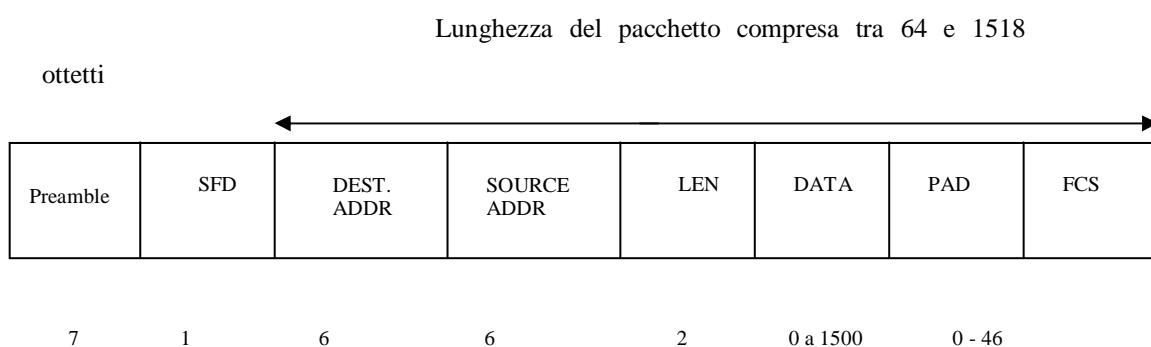 Lunghezza del pacchetto compresa tra 64 e 1518
ottetti
Preamble
SFD
DEST.
ADDR
SOURCE
ADDR
LEN
DATA
PAD
FCS
7 1 6 6 2 0 a 1500 0 - 46